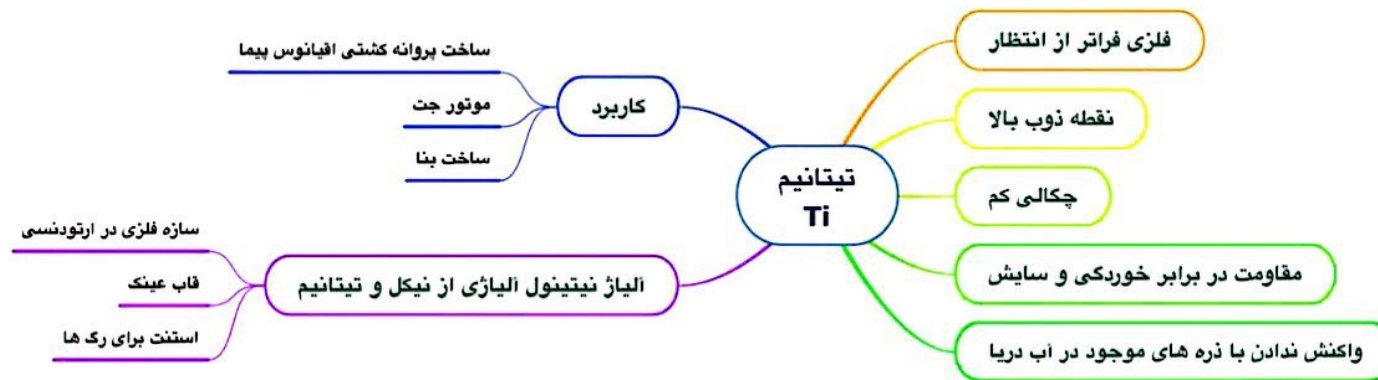 تیتانیم
Ti
فلزی فراتر از انتظار
نقطه ذوب بالا
چکالی کم
مقاومت در برابر خوردگی و سایش
واکنش ندادن با ذره های موجود در آب دریا
کاربرد
ساخت پروانه کشتی اقیانوس پیما
موتور جت
ساخت بنا
آلیاژ نیتینول آلیاژی از نیکل و تیتانیم
سازه فلزی در ارتودنسی
قاب عینک
استنت برای رگ ها